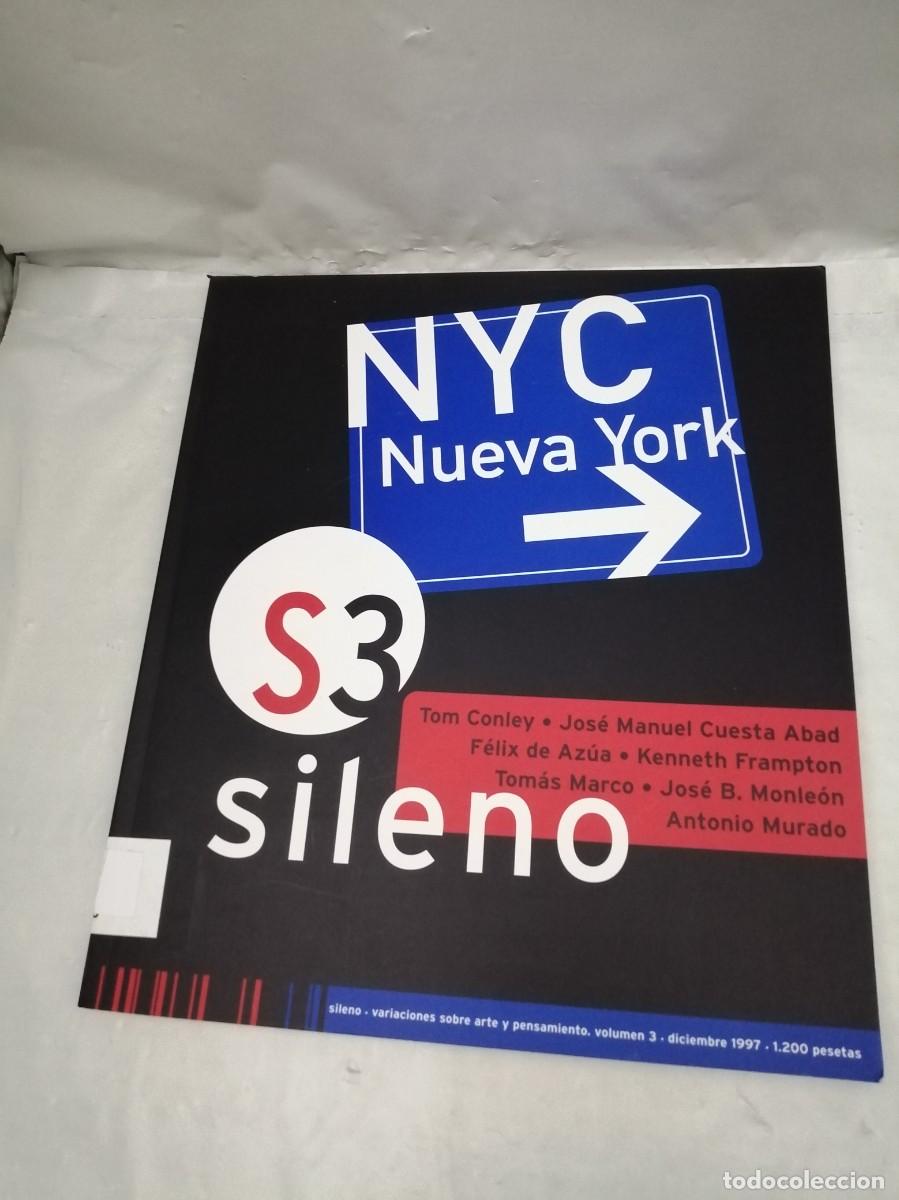 NYC
Nueva York
S3
Tom Conley • José Manuel Cuesta Abad
Félix de Azúa • Kenneth Frampton
Tomás Marco • José B. Monleón
Antonio Murado
sileno
sileno · variaciones sobre arte y pensamiento. volumen 3 · diciembre 1997 · 1.200 pesetas
todocoleccion